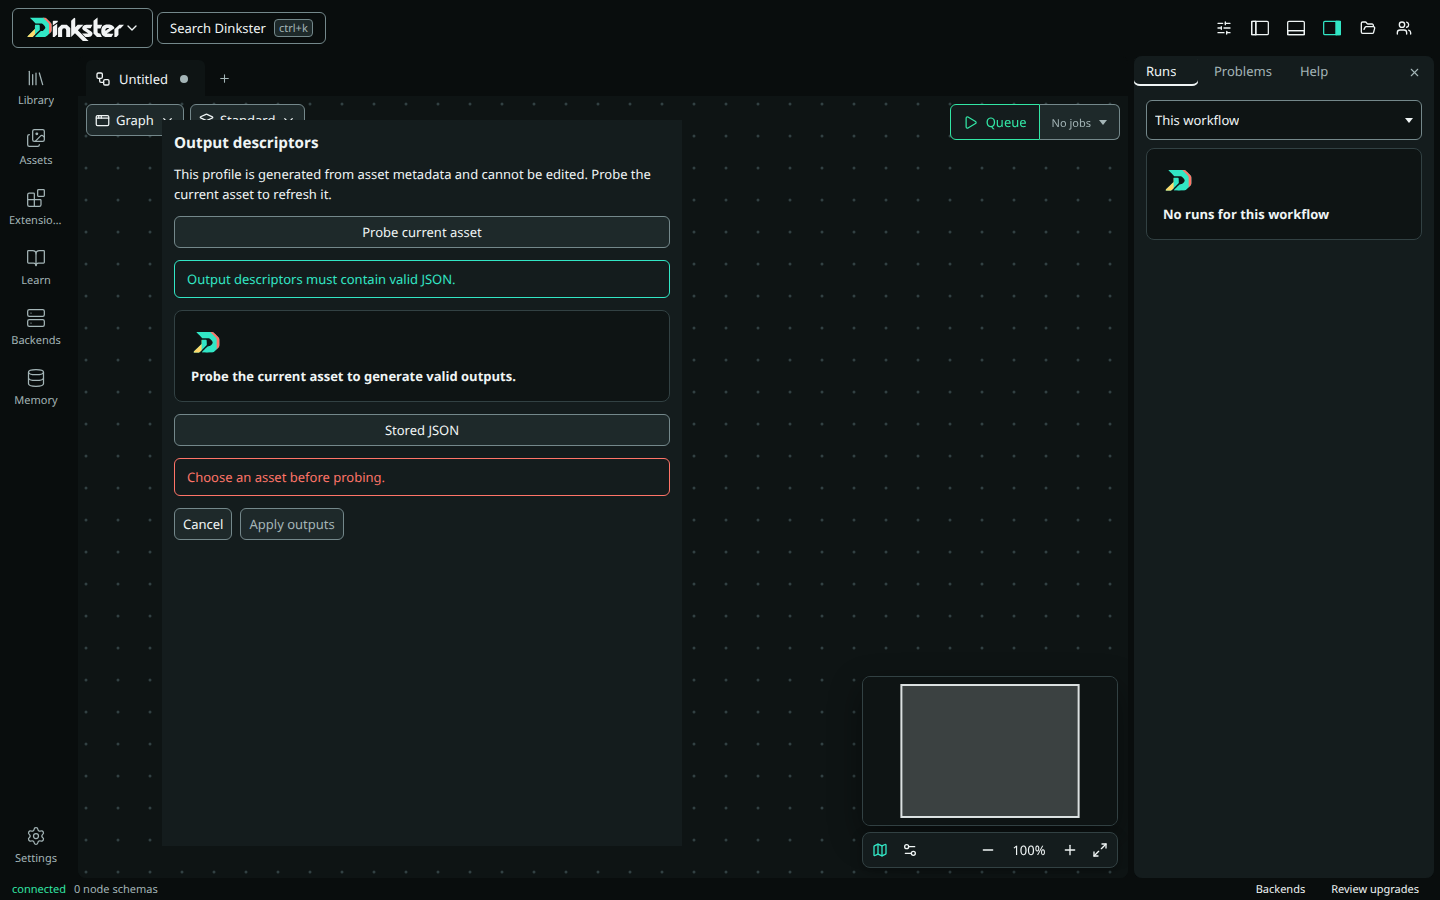 Dinkster
Search Dinkster ctrl+k
Library
Assets
Extensio...
Learn
Backends
Memory
Settings
Untitled
Graph
Standard
Queue
No jobs
Output descriptors
This profile is generated from asset metadata and cannot be edited. Probe the
current asset to refresh it.
Probe current asset
Output descriptors must contain valid JSON.
Probe the current asset to generate valid outputs.
Stored JSON
Choose an asset before probing.
Cancel
Apply outputs
100%
Runs
Problems
Help
This workflow
No runs for this workflow
connected
0 node schemas
Backends
Review upgrades